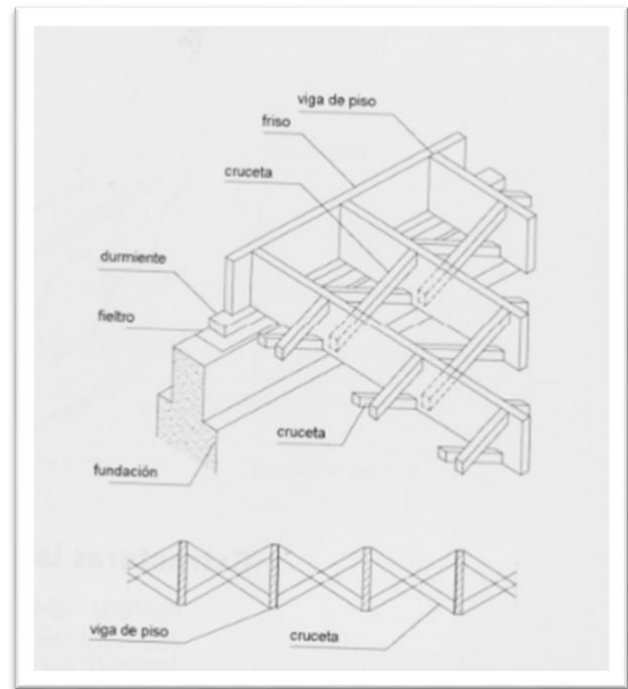 viga de piso
friso
cruceta
durmiente
fieltro
cruceta
fundación
viga de piso
cruceta